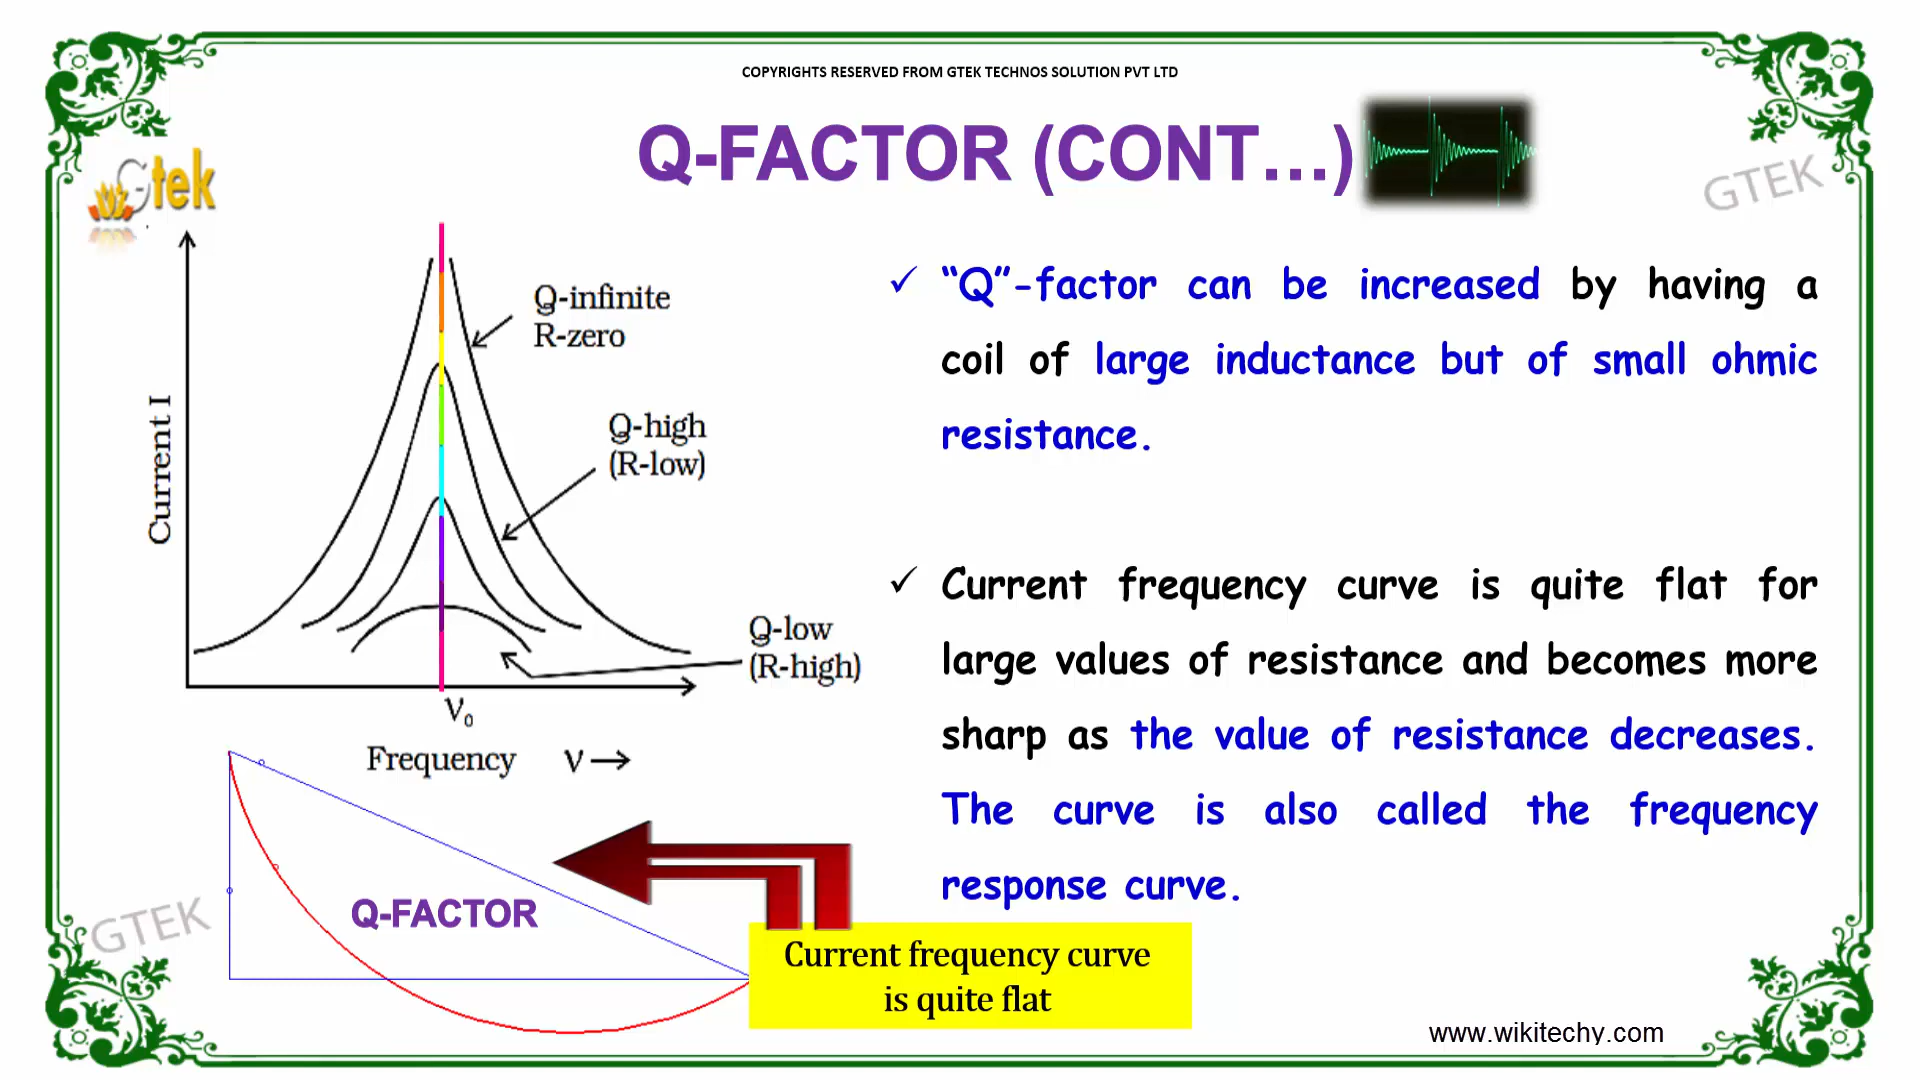 COPYRIGHTS RESERVED FROM GTEK TECHNOS SOLUTION PVT LTD
Q-FACTOR (CONT...)
Gtek
GTEK
Q-infinite
R-zero
Q-high
(R-low)
Q-low
(R-high)
Current I
ν₀
Frequency ν
“Q”-factor can be increased by having a
coil of large inductance but of small ohmic
resistance.
Current frequency curve is quite flat for
large values of resistance and becomes more
sharp as the value of resistance decreases.
The curve is also called the frequency
response curve.
Q-FACTOR
GTEK
Current frequency curve
is quite flat
www.wikitechy.com